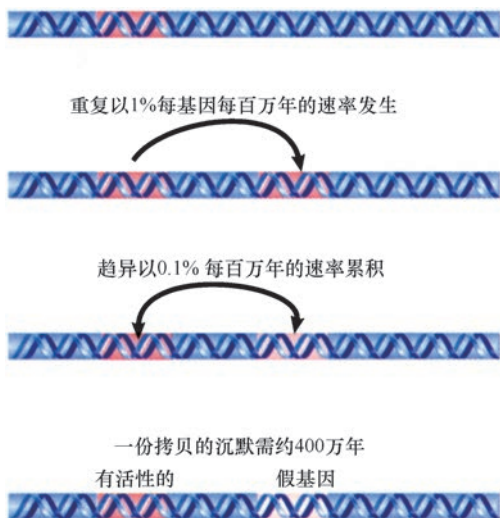 重复以1%每基因每百万年的速率发生
趋异以0.1% 每百万年的速率累积
一份拷贝的沉默需约400万年
有活性的 假基因